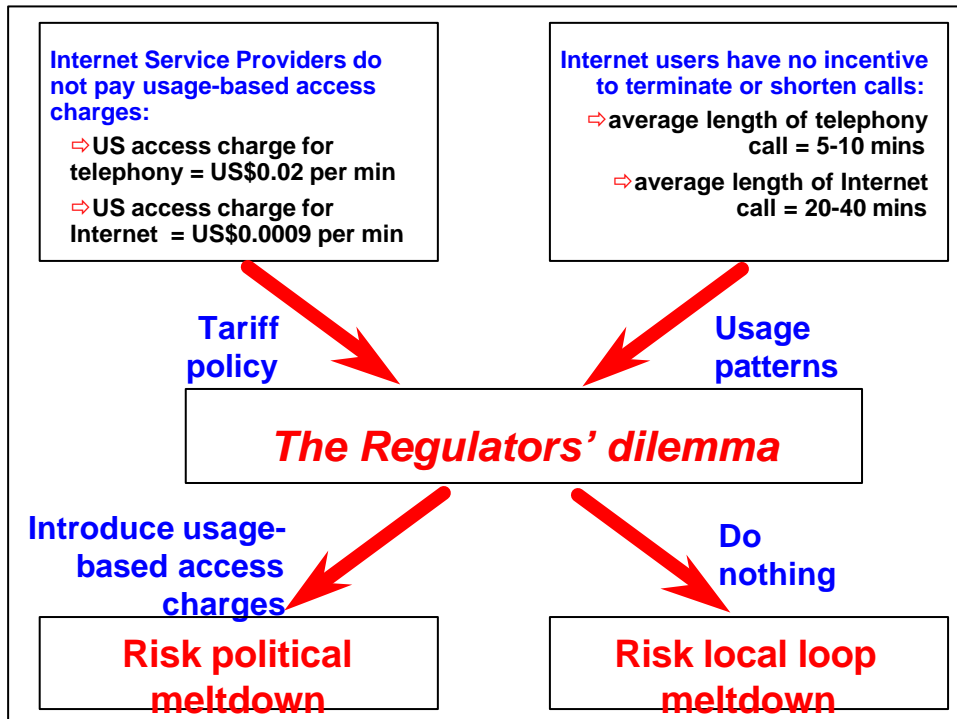 Internet Service Providers do
not pay usage-based access
charges:
⇨US access charge for
telephony = US$0.02 per min
⇨US access charge for
Internet = US$0.0009 per min
Internet users have no incentive
to terminate or shorten calls:
⇨average length of telephony
call = 5-10 mins
⇨average length of Internet
call = 20-40 mins
Tariff
policy
Usage
patterns
The Regulators’ dilemma
Introduce usage-
based access
charges
Do
nothing
Risk political
meltdown
Risk local loop
meltdown